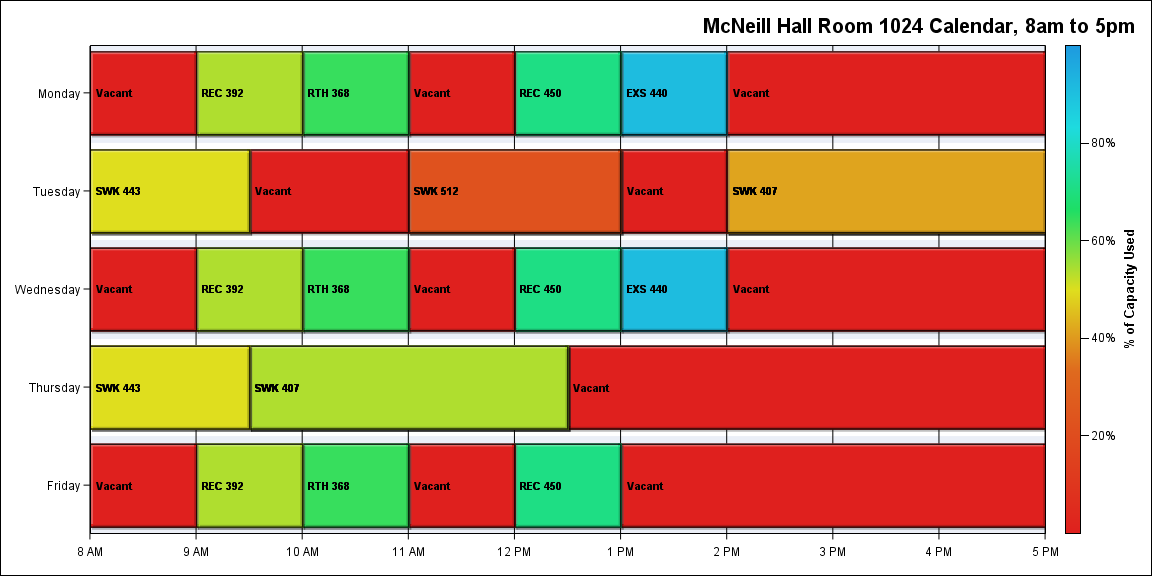 McNeill Hall Room 1024 Calendar, 8am to 5pm
Monday
Vacant
REC 392
RTH 368
Vacant
REC 450
EXS 440
Vacant
Tuesday
SWK 443
Vacant
SWK 512
Vacant
SWK 407
Wednesday
Vacant
REC 392
RTH 368
Vacant
REC 450
EXS 440
Vacant
Thursday
SWK 443
SWK 407
Vacant
Friday
Vacant
REC 392
RTH 368
Vacant
REC 450
Vacant
8 AM
9 AM
10 AM
11 AM
12 PM
1 PM
2 PM
3 PM
4 PM
5 PM
80%
60%
40%
20%
% of Capacity Used